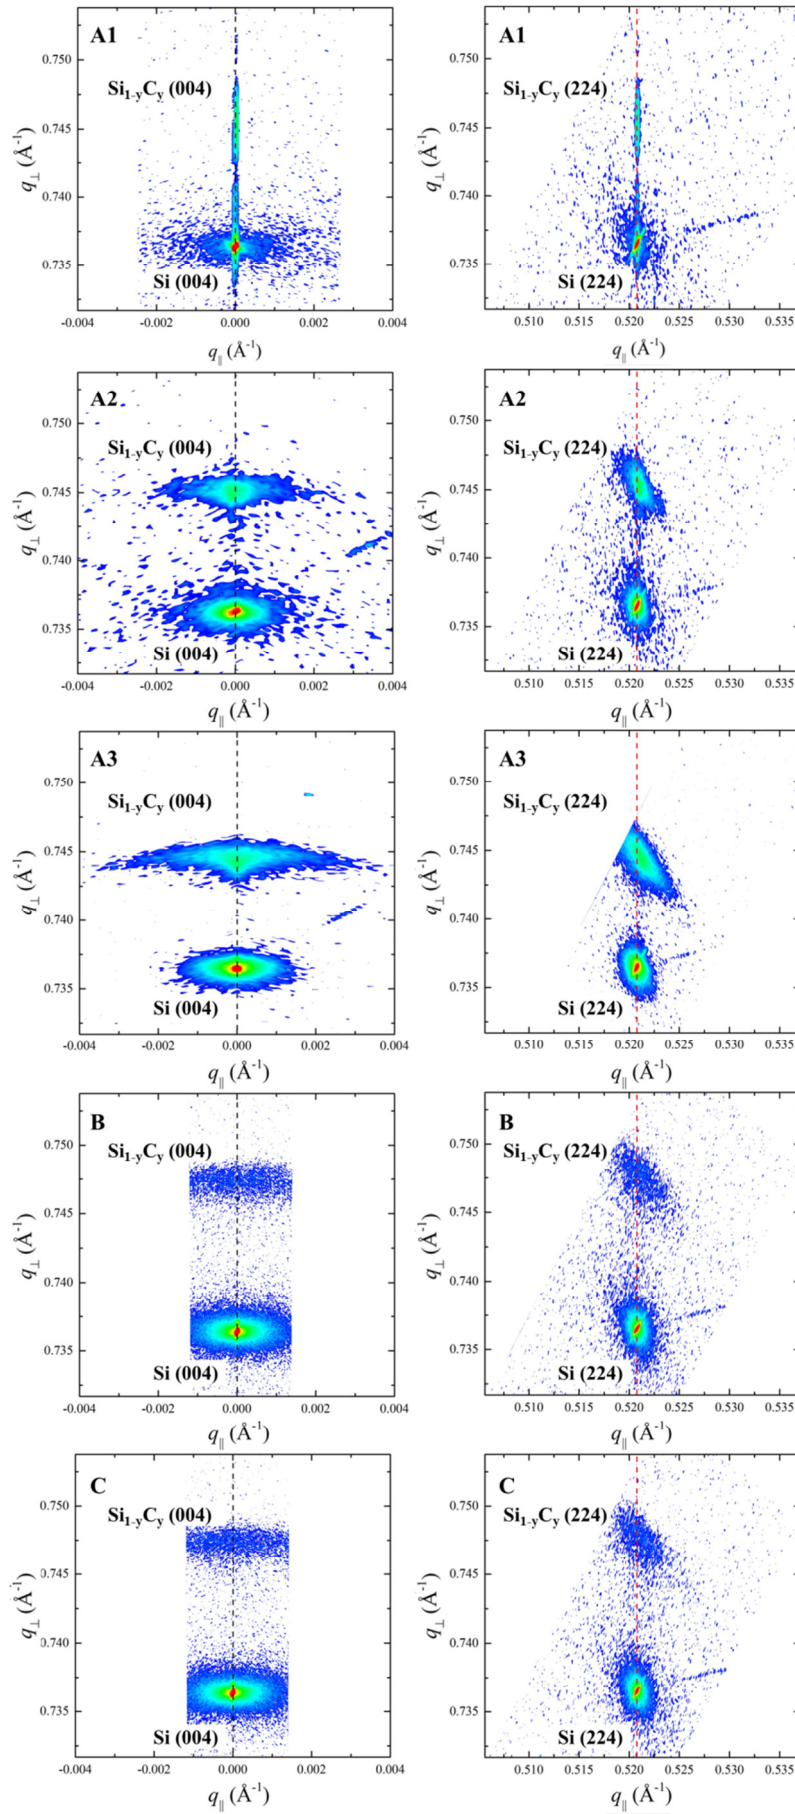 A1
Si1-yCy (004)
Si (004)
0.750
0.745
0.740
0.735
q⊥ (Å-1)
-0.004 -0.002 0.000 0.002 0.004
q|| (Å-1)
A1
Si1-yCy (224)
Si (224)
0.750
0.745
0.740
0.735
q⊥ (Å-1)
0.510 0.515 0.520 0.525 0.530 0.535
q|| (Å-1)
A2
Si1-yCy (004)
Si (004)
0.750
0.745
0.740
0.735
q⊥ (Å-1)
-0.004 -0.002 0.000 0.002 0.004
q|| (Å-1)
A2
Si1-yCy (224)
Si (224)
0.750
0.745
0.740
0.735
q⊥ (Å-1)
0.510 0.515 0.520 0.525 0.530 0.535
q|| (Å-1)
A3
Si1-yCy (004)
Si (004)
0.750
0.745
0.740
0.735
q⊥ (Å-1)
-0.004 -0.002 0.000 0.002 0.004
q|| (Å-1)
A3
Si1-yCy (224)
Si (224)
0.750
0.745
0.740
0.735
q⊥ (Å-1)
0.510 0.515 0.520 0.525 0.530 0.535
q|| (Å-1)
B
Si1-yCy (004)
Si (004)
0.750
0.745
0.740
0.735
q⊥ (Å-1)
-0.004 -0.002 0.000 0.002 0.004
q|| (Å-1)
B
Si1-yCy (224)
Si (224)
0.750
0.745
0.740
0.735
q⊥ (Å-1)
0.510 0.515 0.520 0.525 0.530 0.535
q|| (Å-1)
C
Si1-yCy (004)
Si (004)
0.750
0.745
0.740
0.735
q⊥ (Å-1)
-0.004 -0.002 0.000 0.002 0.004
q|| (Å-1)
C
Si1-yCy (224)
Si (224)
0.750
0.745
0.740
0.735
q⊥ (Å-1)
0.510 0.515 0.520 0.525 0.530 0.535
q|| (Å-1)